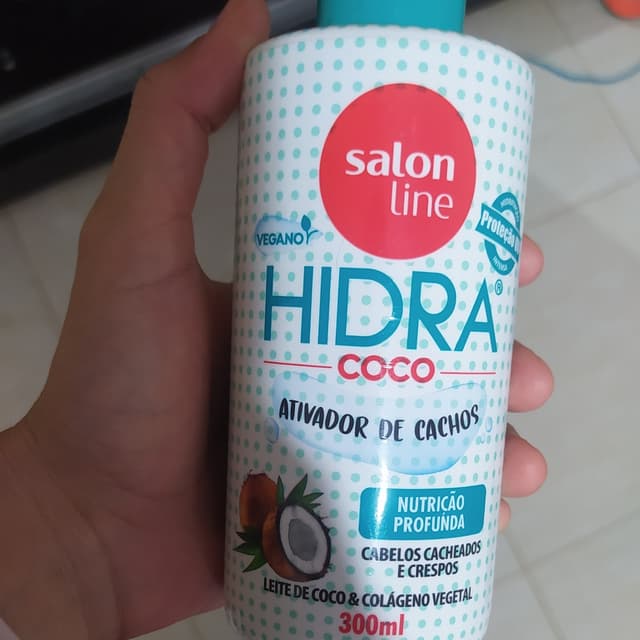 salon
line
VEGANO
Proteção
HIDRA®
COCO
ATIVADOR DE CACHOS
NUTRIÇÃO
PROFUNDA
CABELOS CACHEADOS
E CRESPOS
LEITE DE COCO & COLÁGENO VEGETAL
300ml